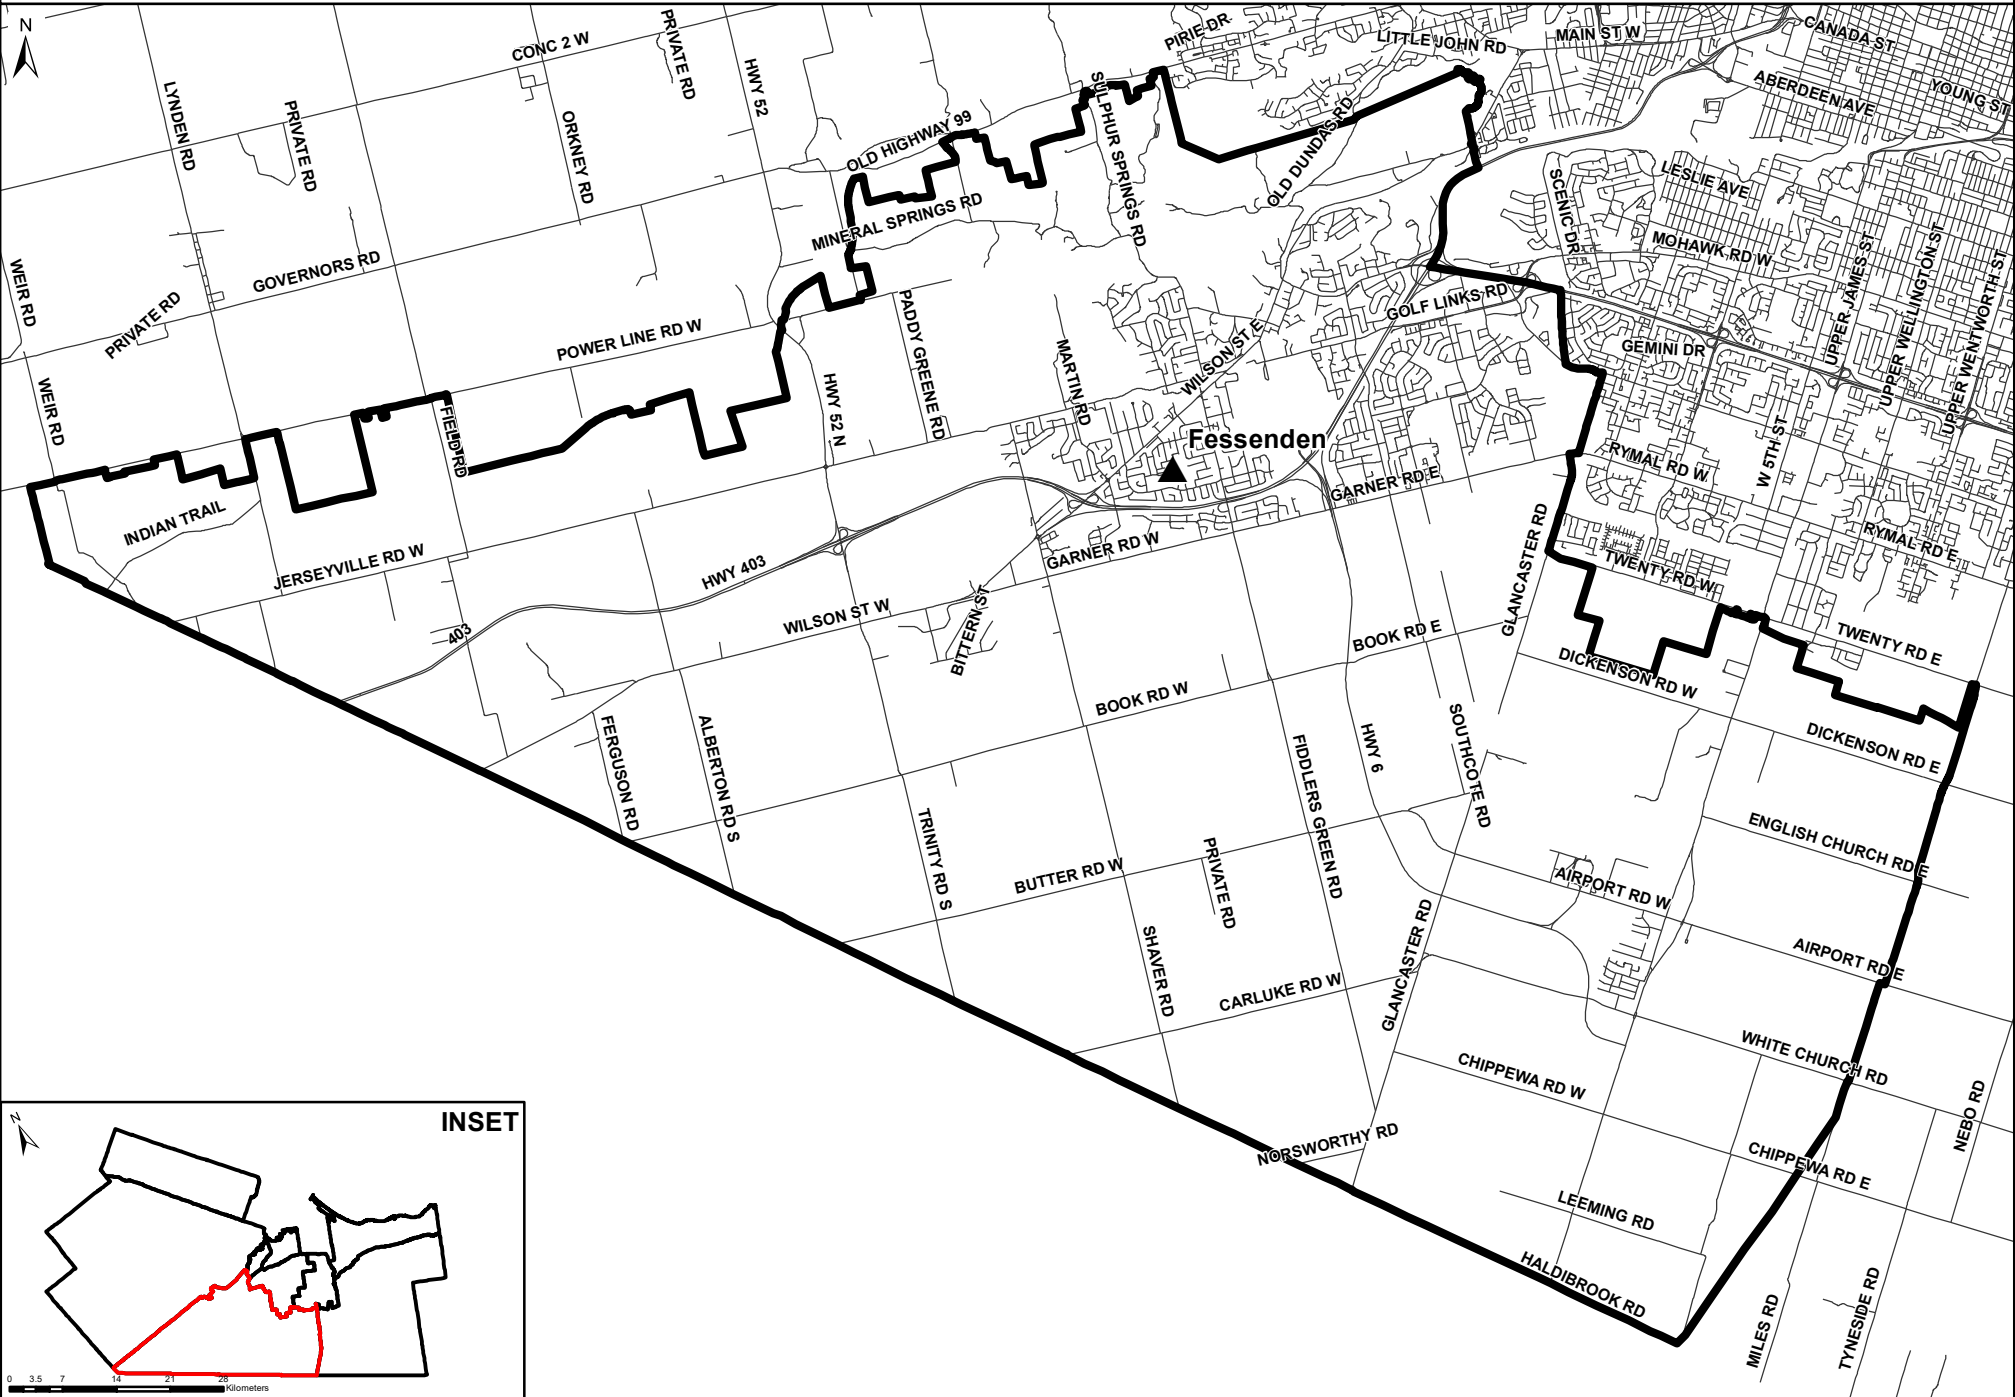 N
CONC 2 W
PRIVATE RD
PIRIE DR
LITTLE JOHN RD
MAIN ST W
CANADA ST
ABERDEEN AVE
YOUNG ST
LYNDEN RD
PRIVATE RD
HWY 52
ORKNEY RD
OLD HIGHWAY 99
SULPHUR SPRINGS RD
OLD DUNDAS RD
SCENIC DR
LESLIE AVE
MINERAL SPRINGS RD
MOHAWK RD W
UPPER JAMES ST
UPPER WELLINGTON ST
UPPER WENTWORTH ST
WEIR RD
GOVERNORS RD
PRIVATE RD
POWER LINE RD W
PADDY GREENE RD
GOLF LINKS RD
GEMINI DR
MARTIN RD
WILSON ST E
WEIR RD
FIELD RD
HWY 52 N
Fessenden
RYMAL RD W
W 5TH ST
GARNER RD E
INDIAN TRAIL
JERSEYVILLE RD W
HWY 403
GARNER RD W
GLANCASTER RD
TWENTY RD W
RYMAL RD E
403
WILSON ST W
BITTERN ST
BOOK RD E
TWENTY RD E
DICKENSON RD W
BOOK RD W
FERGUSON RD
ALBERTON RD S
HWY 6
SOUTHCOTE RD
DICKENSON RD E
FIDDLERS GREEN RD
TRINITY RD S
ENGLISH CHURCH RD E
BUTTER RD W
PRIVATE RD
AIRPORT RD W
SHAVER RD
GLANCASTER RD
AIRPORT RD E
CARLUKE RD W
CHIPPEWA RD W
WHITE CHURCH RD
NEBO RD
NORSWORTHY RD
CHIPPEWA RD E
LEEMING RD
HALDIBROOK RD
MILES RD
TYNESIDE RD
INSET
N
0 3.5 7 14 21 28
Kilometers